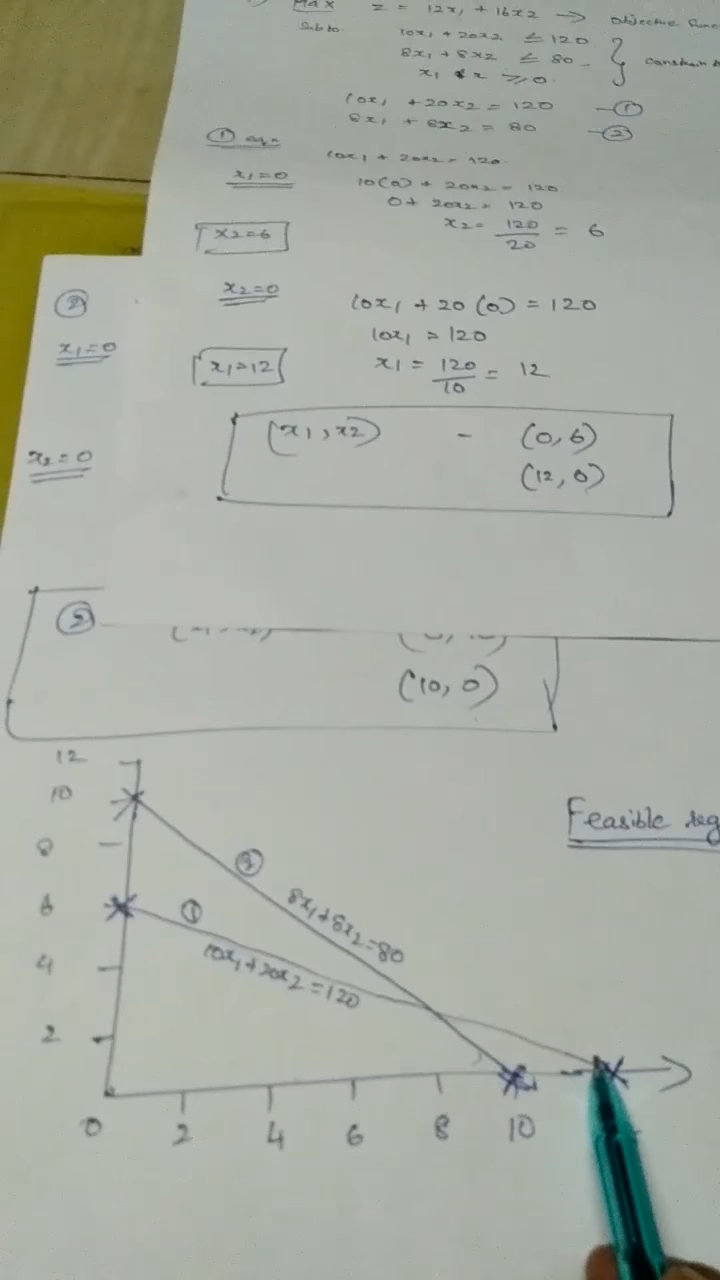 Max Z = 12x1 + 16x2 → objective
Sub to 10x1 + 20x2 ≤ 120
8x1 + 8x2 ≤ 80
x1 & x ≥ 0
10x1 + 20x2 = 120 — ①
8x1 + 8x2 = 80 — ②
① eqn
10x1 + 20x2 = 120
x1=0 10(0) + 20x2 = 120
0 + 20x2 = 120
x2=6 x2 = 120/20 = 6
x2=0 10x1 + 20(0) = 120
10x1 = 120
x1=12 x1 = 120/10 = 12
(x1, x2) - (0, 6)
(12, 0)
②
x1=0
x2=0
(10, 0)
Feasible reg
12
10
8
6
4
2
② 8x1+8x2=80
① 10x1+20x2=120
0 2 4 6 8 10